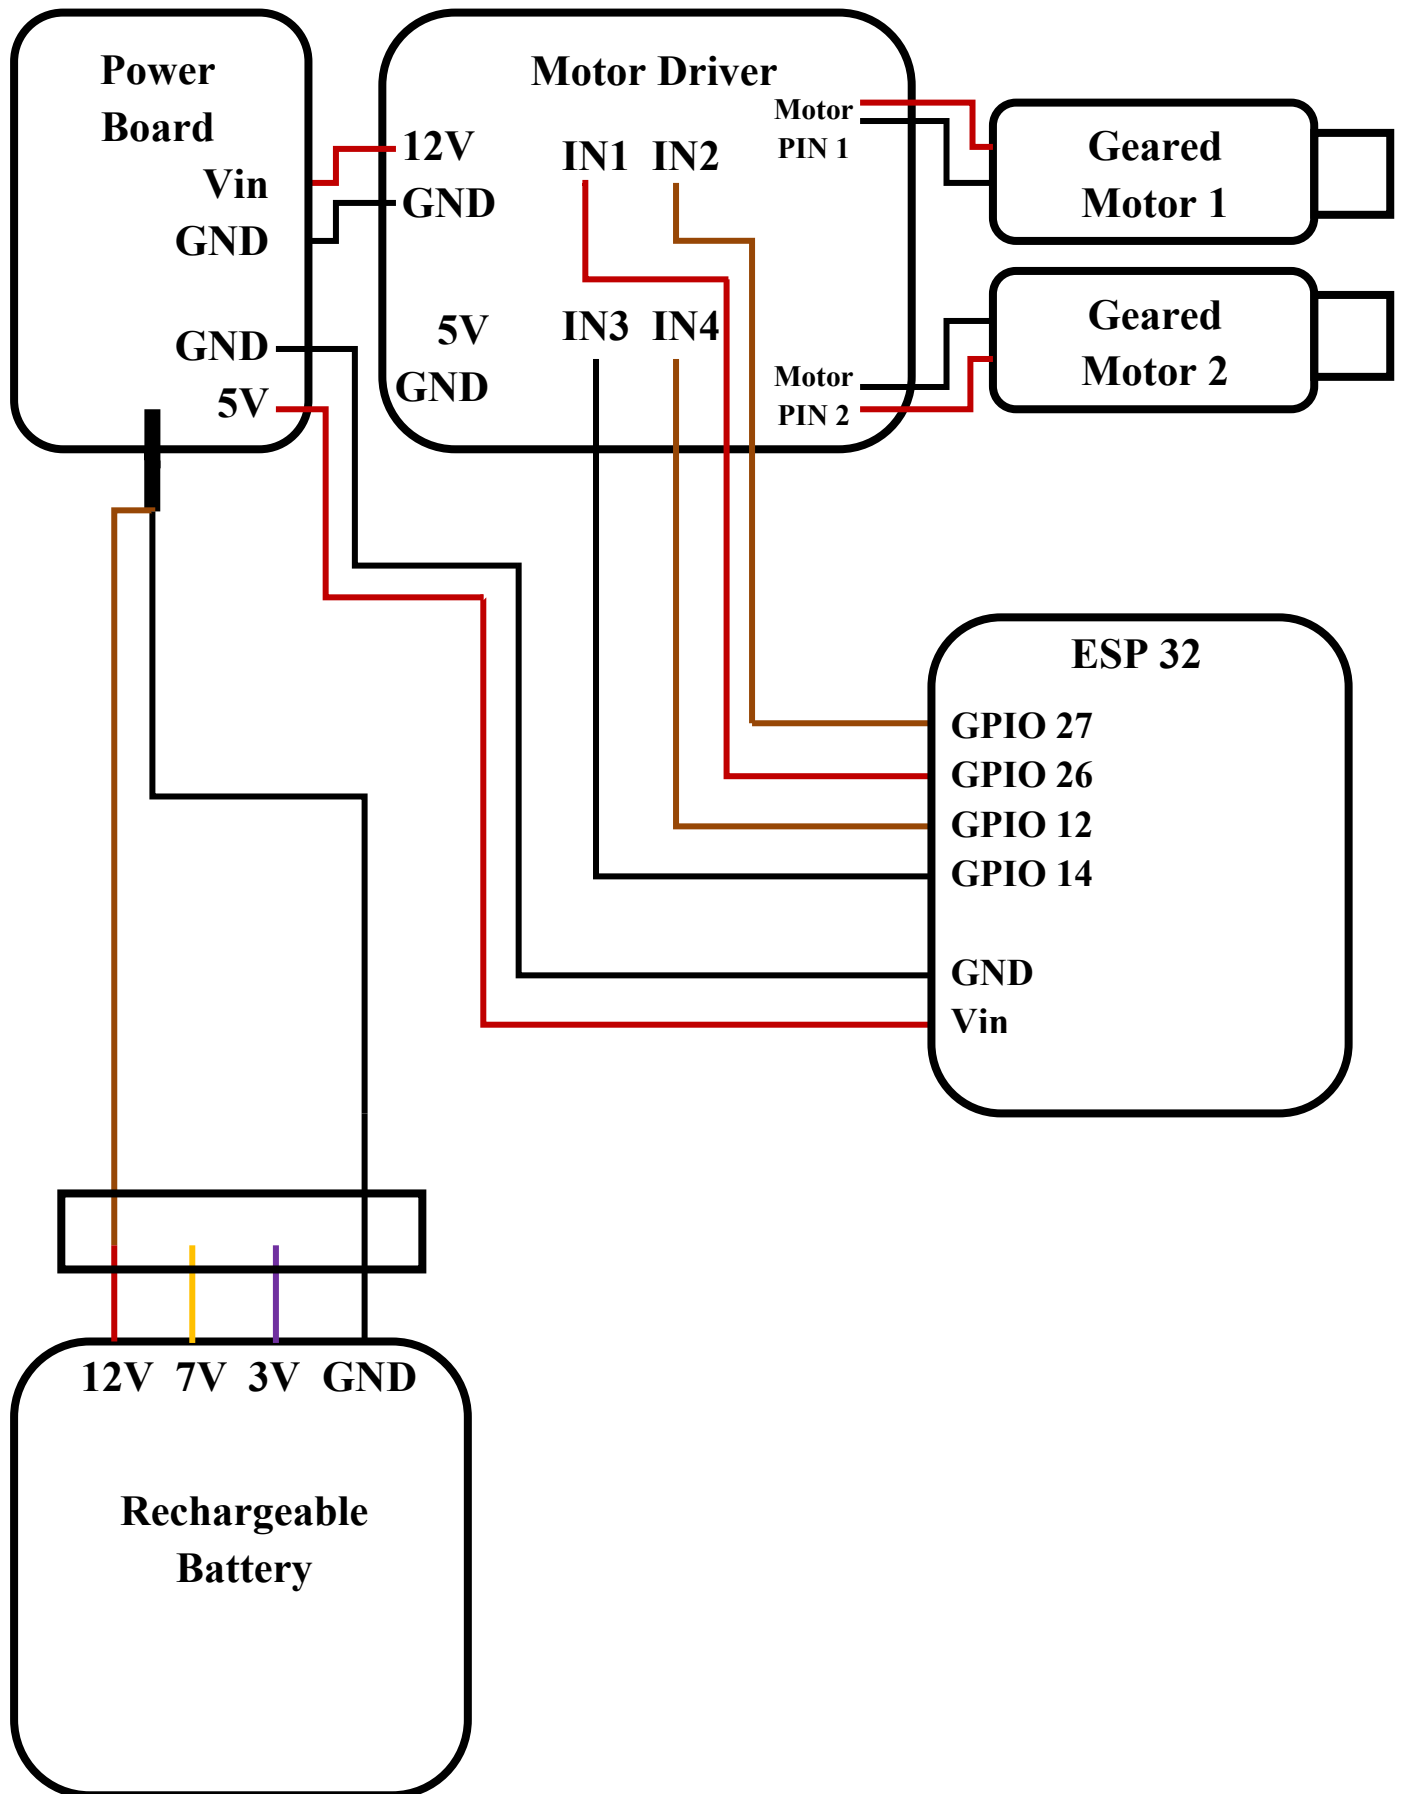 Power
Board
Vin
GND
GND
5V
Motor Driver
12V
GND
5V
GND
IN1 IN2
IN3 IN4
Motor
PIN 1
Motor
PIN 2
Geared
Motor 1
Geared
Motor 2
ESP 32
GPIO 27
GPIO 26
GPIO 12
GPIO 14
GND
Vin
12V 7V 3V GND
Rechargeable
Battery